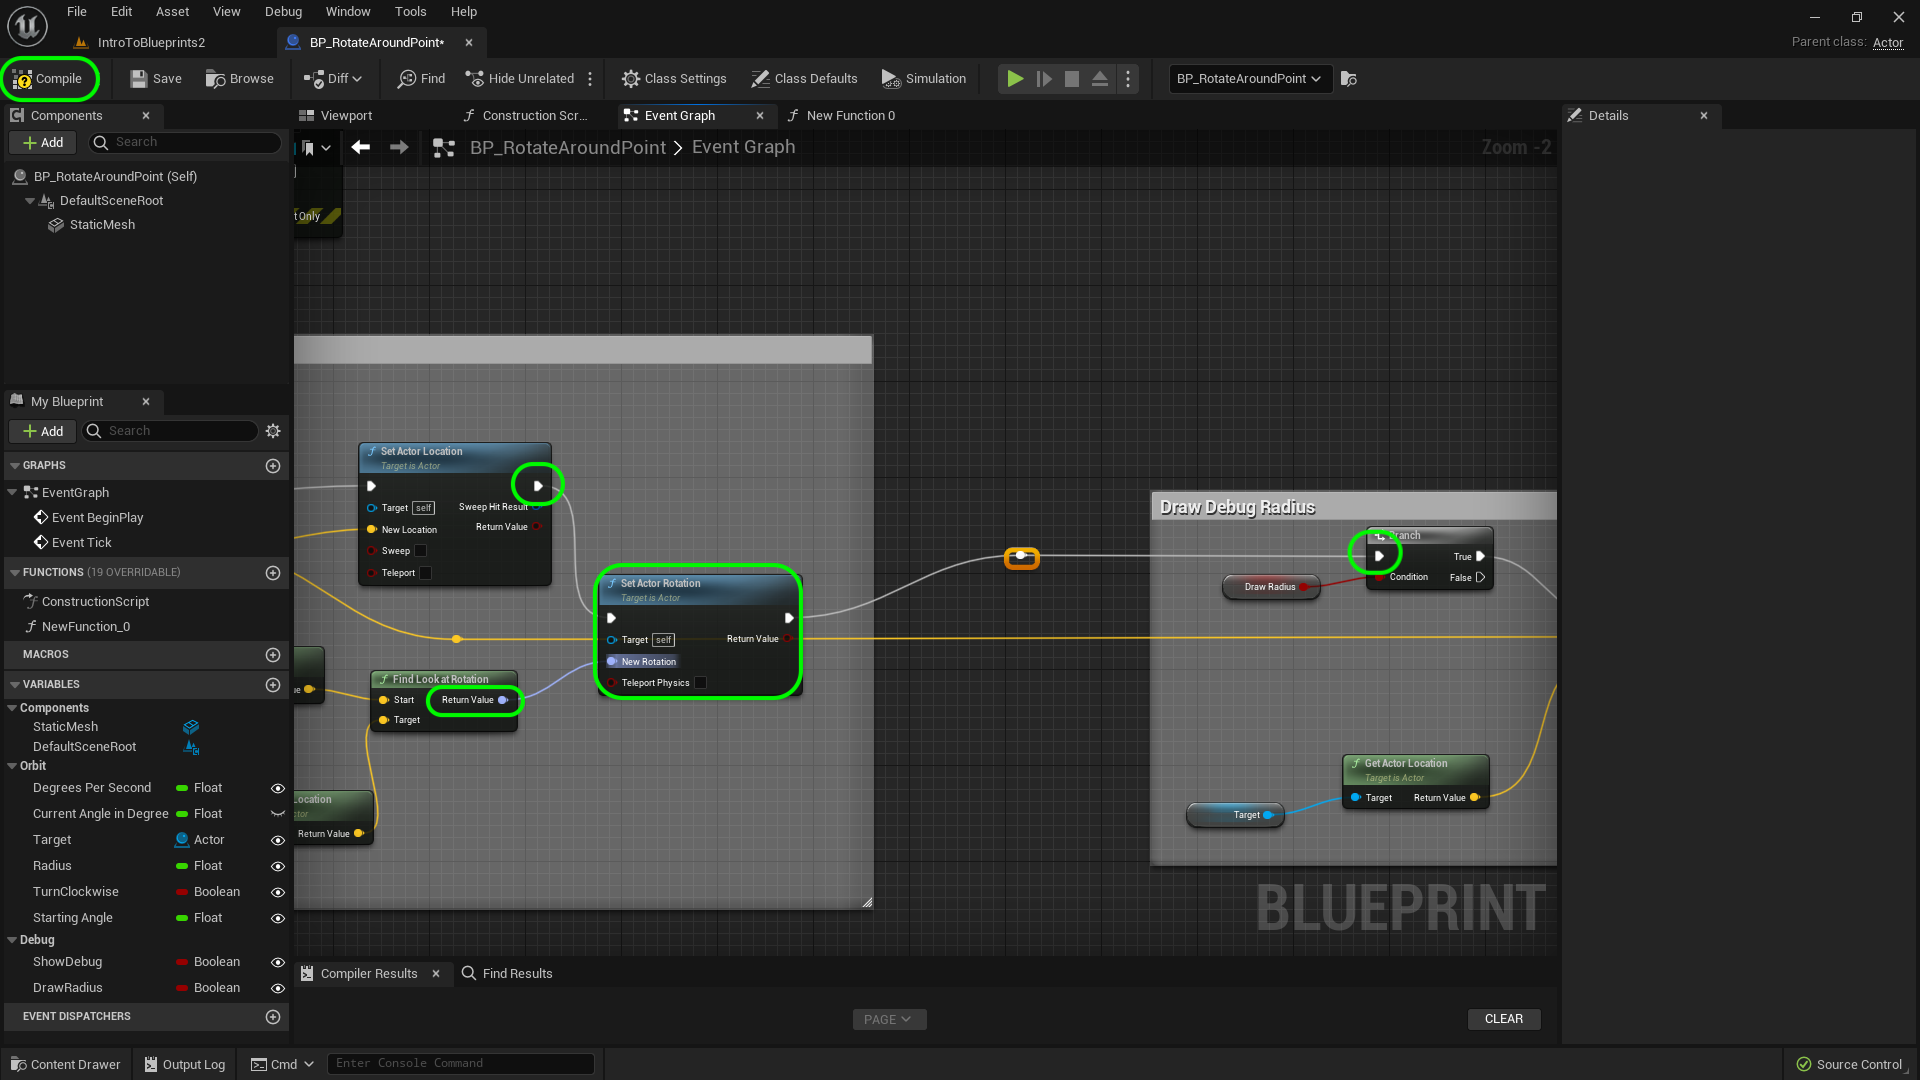 File Edit Asset View Debug Window Tools Help
IntroToBlueprints2
BP_RotateAroundPoint*
Parent class: Actor
Compile Save Browse Diff Find Hide Unrelated Class Settings Class Defaults Simulation BP_RotateAroundPoint
Components
Add Search
BP_RotateAroundPoint (Self)
DefaultSceneRoot
StaticMesh
My Blueprint
Add Search
GRAPHS
EventGraph
Event BeginPlay
Event Tick
FUNCTIONS (19 OVERRIDABLE)
ConstructionScript
NewFunction_0
MACROS
VARIABLES
Components
StaticMesh
DefaultSceneRoot
Orbit
Degrees Per Second Float
Current Angle in Degree Float
Target Actor
Radius Float
TurnClockwise Boolean
Starting Angle Float
Debug
ShowDebug Boolean
DrawRadius Boolean
EVENT DISPATCHERS
Viewport Construction Scr... Event Graph New Function 0
BP_RotateAroundPoint > Event Graph
Zoom -2
t Only
Set Actor Location
Target is Actor
Target self
Sweep Hit Result
New Location
Return Value
Sweep
Teleport
Set Actor Rotation
Target is Actor
Target self
Return Value
New Rotation
Teleport Physics
Find Look at Rotation
Start Return Value
Target
ue
Location
ctor
Return Value
Draw Debug Radius
Branch
True
Condition
False
Draw Radius
Get Actor Location
Target is Actor
Target Return Value
Target
BLUEPRINT
Compiler Results Find Results
PAGE
CLEAR
Details
Content Drawer Output Log Cmd Enter Console Command
Source Control